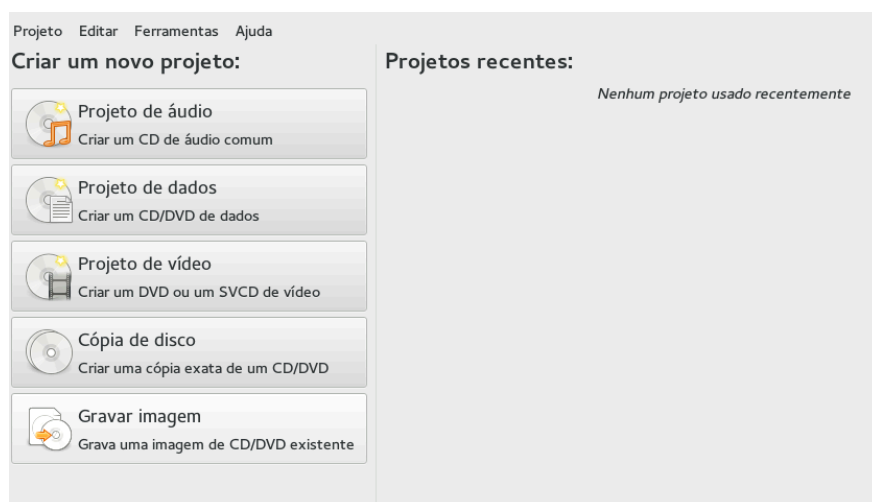 Projeto Editar Ferramentas Ajuda
Criar um novo projeto:
Projeto de áudio
Criar um CD de áudio comum
Projeto de dados
Criar um CD/DVD de dados
Projeto de vídeo
Criar um DVD ou um SVCD de vídeo
Cópia de disco
Criar uma cópia exata de um CD/DVD
Gravar imagem
Grava uma imagem de CD/DVD existente
Projetos recentes:
Nenhum projeto usado recentemente